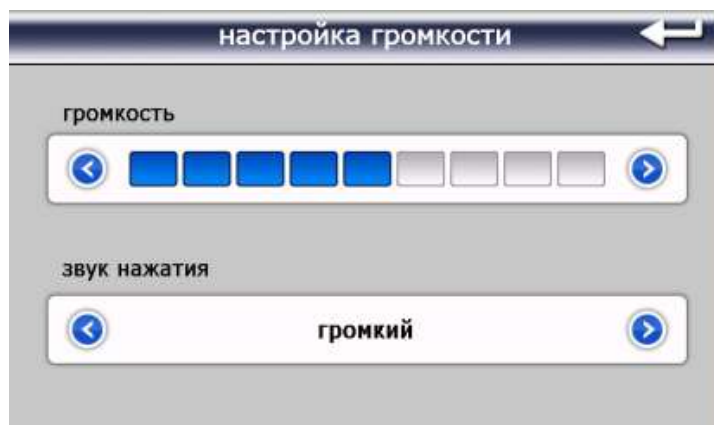 настройка громкости
громкость
звук нажатия
громкий